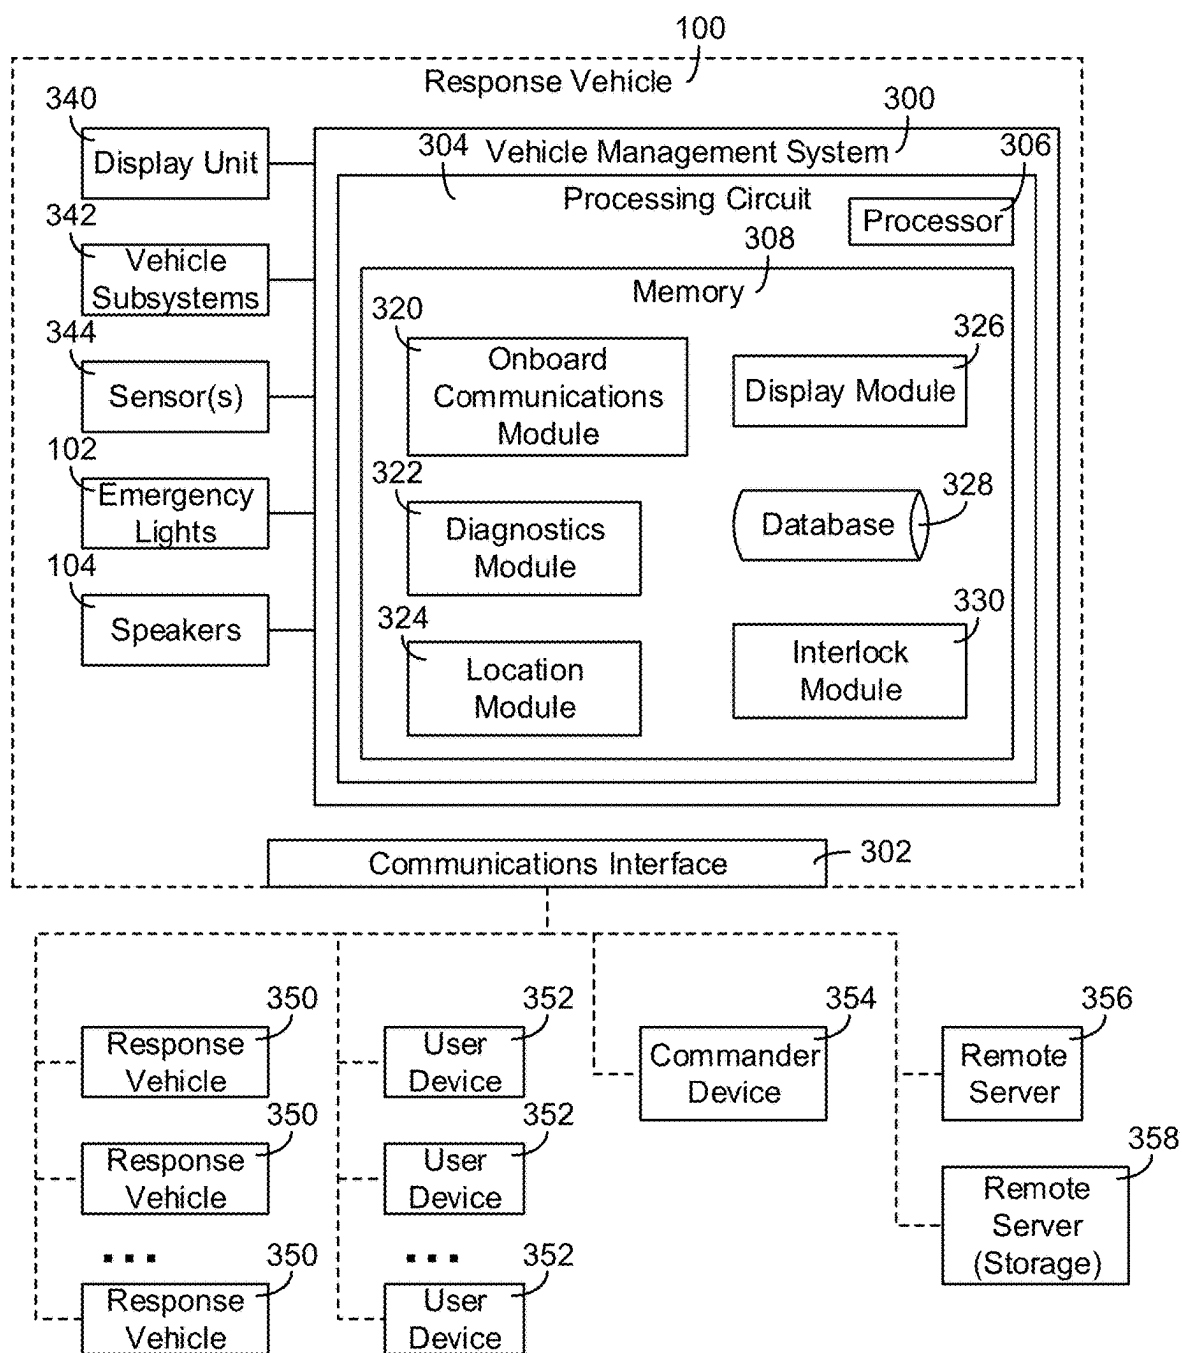 100
Response Vehicle
340
Display Unit
342
Vehicle
Subsystems
344
Sensor(s)
102
Emergency
Lights
104
Speakers
300
Vehicle Management System
304
Processing Circuit
306
Processor
308
Memory
320
Onboard
Communications
Module
322
Diagnostics
Module
324
Location
Module
326
Display Module
Database
328
330
Interlock
Module
Communications Interface
302
350
Response
Vehicle
350
Response
Vehicle
...
350
Response
Vehicle
352
User
Device
352
User
Device
...
352
User
Device
354
Commander
Device
356
Remote
Server
358
Remote
Server
(Storage)